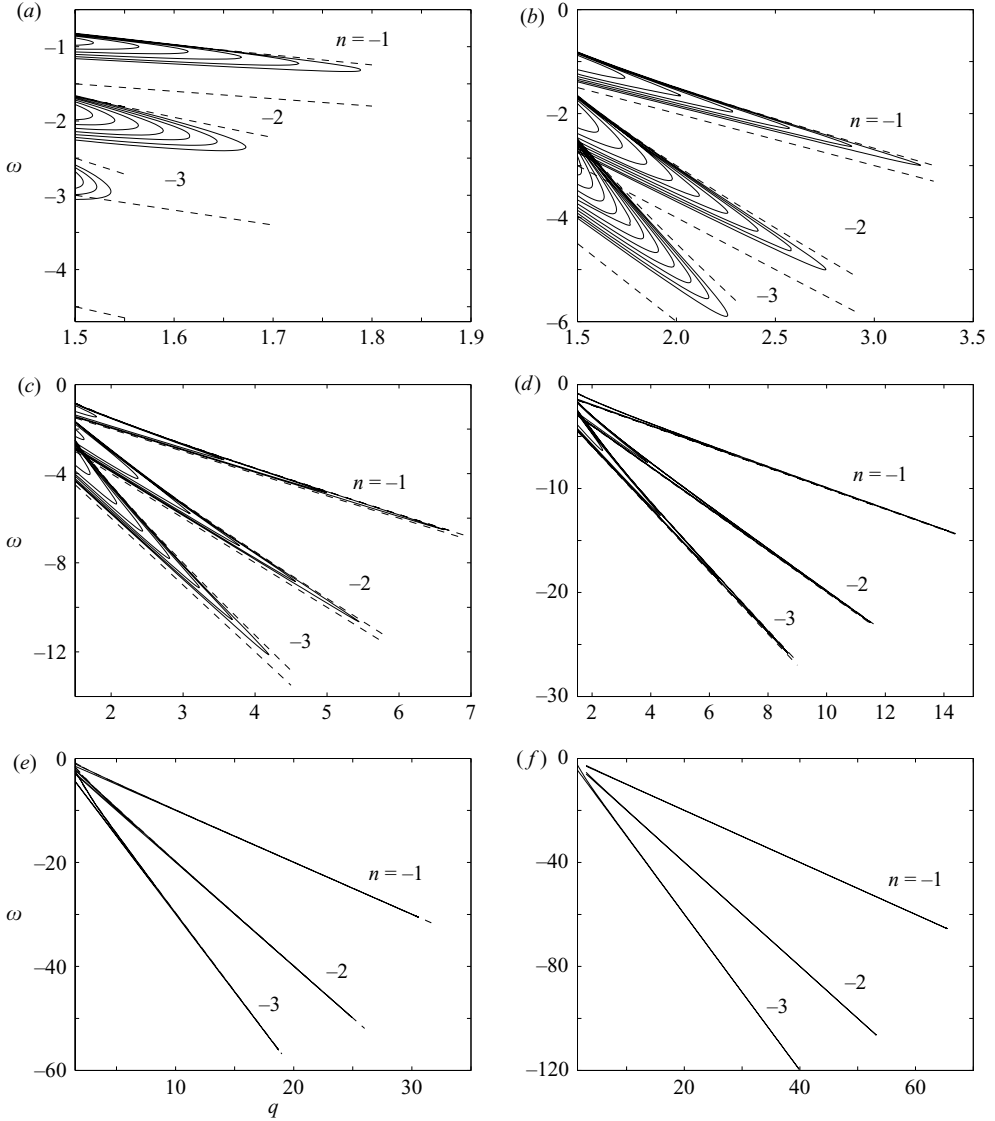 (a)
n = –1
–2
–3
ω
–1
–2
–3
–4
1.5 1.6 1.7 1.8 1.9
(b)
n = –1
–2
–3
0
–2
–4
–6
1.5 2.0 2.5 3.0 3.5
(c)
n = –1
–2
–3
ω
0
–4
–8
–12
2 3 4 5 6 7
(d)
n = –1
–2
–3
0
–10
–20
–30
2 4 6 8 10 12 14
(e)
n = –1
–2
–3
ω
0
–20
–40
–60
10 20 30
q
(f)
n = –1
–2
–3
0
–40
–80
–120
20 40 60